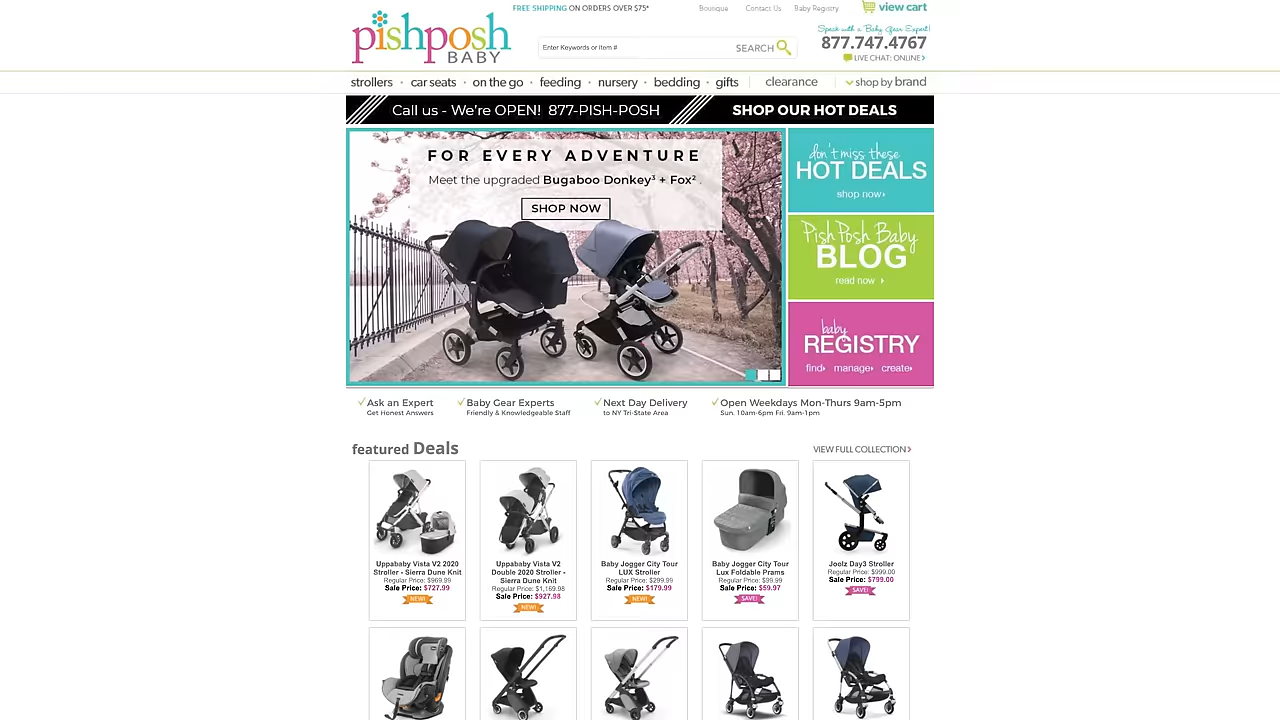 FREE SHIPPING ON ORDERS OVER $75*
Boutique
Contact Us
Baby Registry
view cart
pishposh
BABY
Enter Keywords or Item #
SEARCH
Speak with a Baby Gear Expert!
877.747.4767
LIVE CHAT: ONLINE
strollers • car seats • on the go • feeding • nursery • bedding • gifts
clearance
shop by brand
Call us - We're OPEN! 877-PISH-POSH
SHOP OUR HOT DEALS
FOR EVERY ADVENTURE
Meet the upgraded Bugaboo Donkey³ + Fox² .
SHOP NOW
don't miss these
HOT DEALS
shop now
Pish Posh Baby
BLOG
read now
baby
REGISTRY
find manage create
Ask an Expert
Get Honest Answers
Baby Gear Experts
Friendly & Knowledgeable Staff
Next Day Delivery
to NY Tri-State Area
Open Weekdays Mon-Thurs 9am-5pm
Sun. 10am-6pm Fri. 9am-1pm
featured Deals
VIEW FULL COLLECTION
Uppababy Vista V2 2020
Stroller - Sierra Dune Knit
Regular Price: $969.99
Sale Price: $727.99
NEW!
Uppababy Vista V2
Double 2020 Stroller -
Sierra Dune Knit
Regular Price: $1,169.98
Sale Price: $927.98
NEW!
Baby Jogger City Tour
LUX Stroller
Regular Price: $299.99
Sale Price: $179.99
NEW!
Baby Jogger City Tour
Lux Foldable Prams
Regular Price: $99.99
Sale Price: $59.97
SAVE!
Joolz Day3 Stroller
Regular Price: $999.00
Sale Price: $799.00
SAVE!